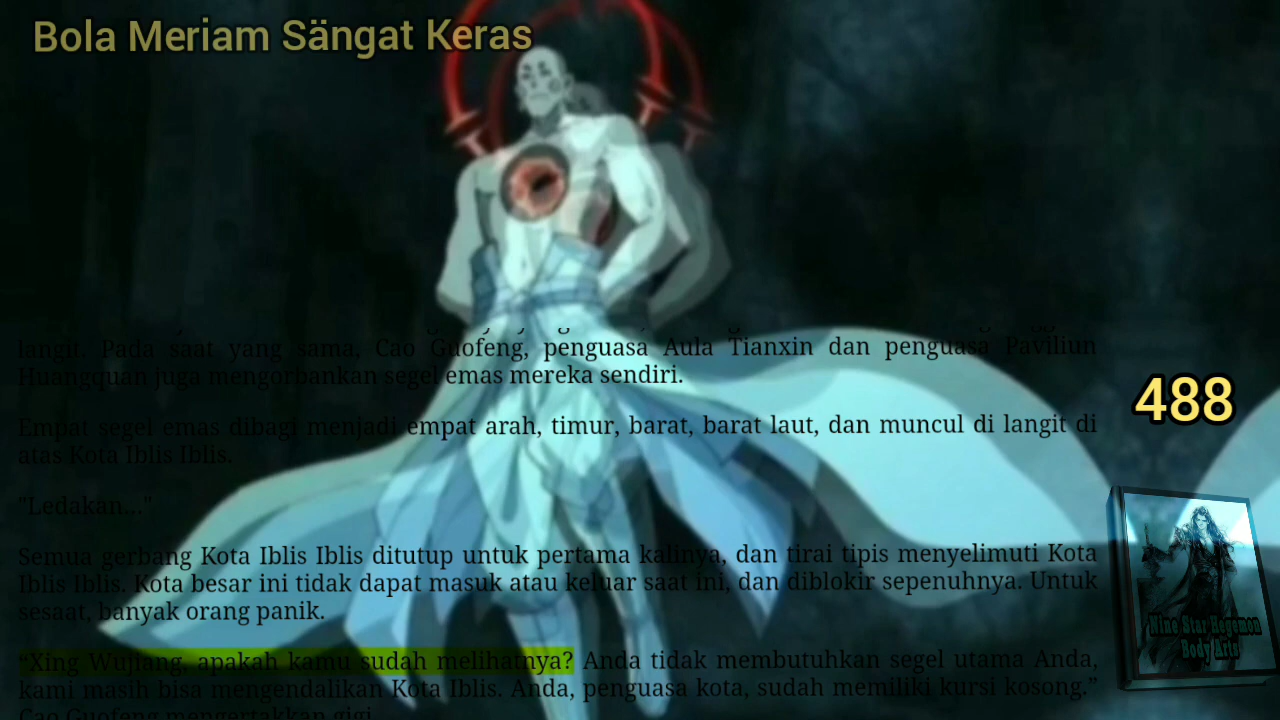 Bola Meriam Sängat Keras
langit. Pada saat yang sama, Cao Guofeng, penguasa Aula Tianxin dan penguasa Paviliun
Huangquan juga mengorbankan segel emas mereka sendiri.
Empat segel emas dibagi menjadi empat arah, timur, barat, barat laut, dan muncul di langit di
atas Kota Iblis Iblis.
"Ledakan..."
Semua gerbang Kota Iblis Iblis ditutup untuk pertama kalinya, dan tirai tipis menyelimuti Kota
Iblis Iblis. Kota besar ini tidak dapat masuk atau keluar saat ini, dan diblokir sepenuhnya. Untuk
sesaat, banyak orang panik.
“Xing Wujiang, apakah kamu sudah melihatnya? Anda tidak membutuhkan segel utama Anda,
kami masih bisa mengendalikan Kota Iblis. Anda, penguasa kota, sudah memiliki kursi kosong.”
Cao Guofeng mengertakkan gigi
488
Nine Star Hegemon
Body Arts